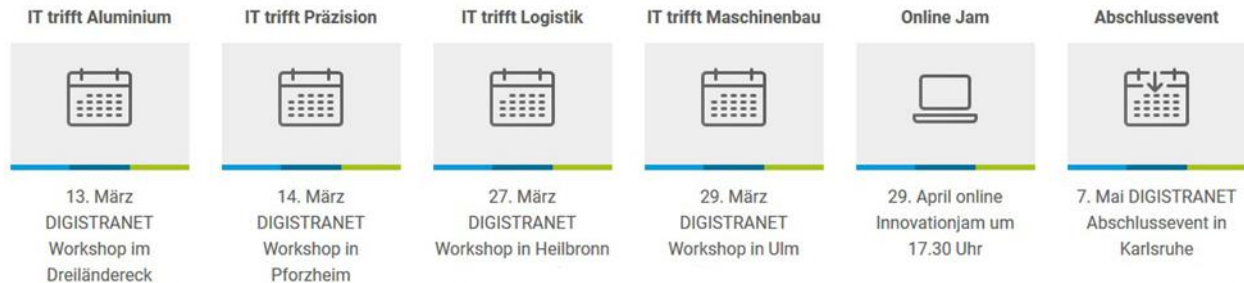 IT trifft Aluminium
13. März
DIGISTRANET
Workshop im
Dreiländereck
IT trifft Präzision
14. März
DIGISTRANET
Workshop in
Pforzheim
IT trifft Logistik
27. März
DIGISTRANET
Workshop in Heilbronn
IT trifft Maschinenbau
29. März
DIGISTRANET
Workshop in Ulm
Online Jam
29. April online
Innovationjam um
17.30 Uhr
Abschlussevent
7. Mai DIGISTRANET
Abschlussevent in
Karlsruhe